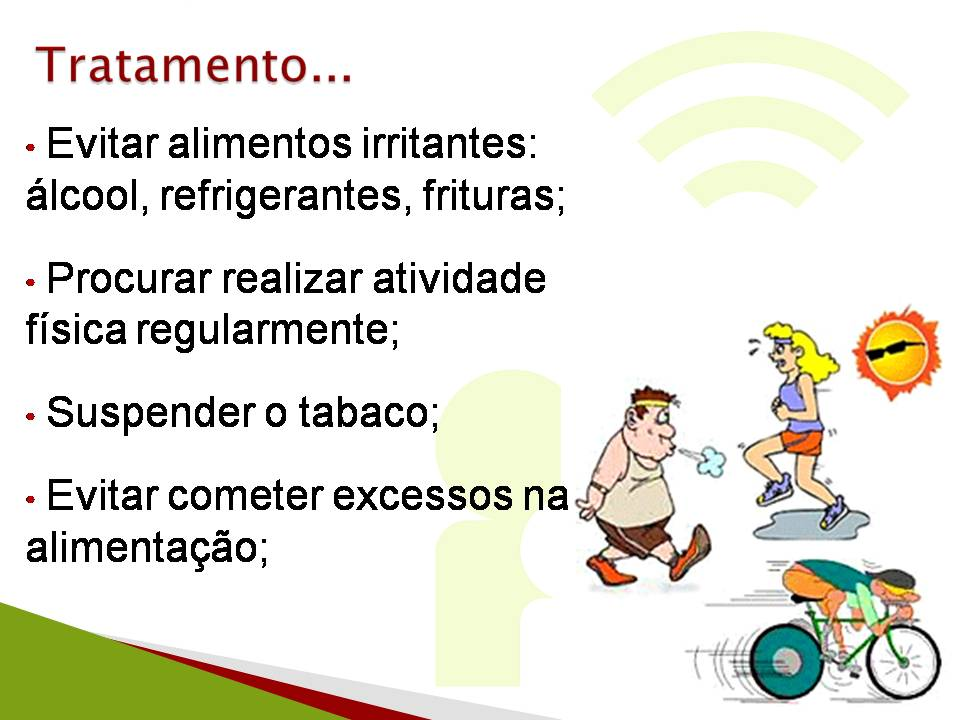 Tratamento...
• Evitar alimentos irritantes:
álcool, refrigerantes, frituras;
• Procurar realizar atividade
física regularmente;
• Suspender o tabaco;
• Evitar cometer excessos na
alimentação;